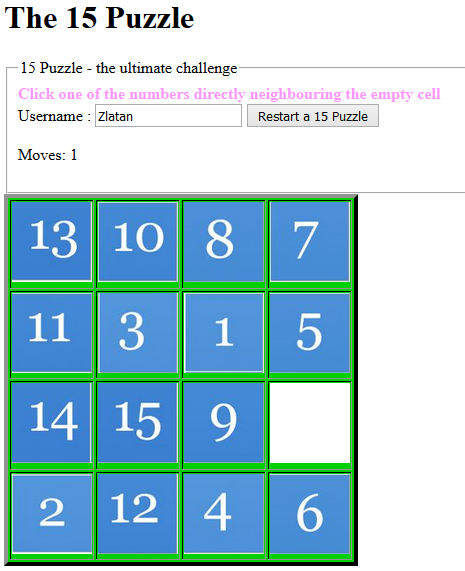 The 15 Puzzle
15 Puzzle - the ultimate challenge
Click one of the numbers directly neighbouring the empty cell
Username : Zlatan Restart a 15 Puzzle
Moves: 1
13 10 8 7
11 3 1 5
14 15 9
2 12 4 6